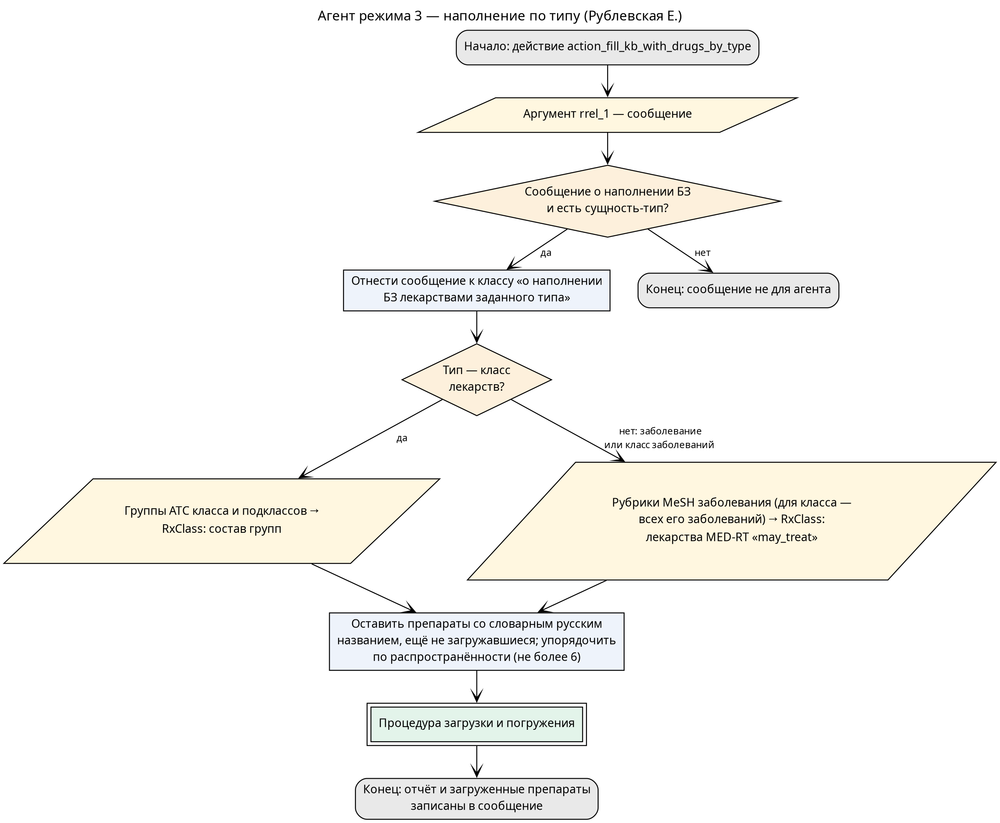 Агент режима 3 — наполнение по типу (Рублевская Е.)
Начало: действие action_fill_kb_with_drugs_by_type
Аргумент rrel_1 — сообщение
Сообщение о наполнении БЗ
и есть сущность-тип?
да
нет
Отнести сообщение к классу «о наполнении
БЗ лекарствами заданного типа»
Конец: сообщение не для агента
Тип — класс
лекарств?
да
нет: заболевание
или класс заболеваний
Группы АТС класса и подклассов →
RxClass: состав групп
Рубрики MeSH заболевания (для класса —
всех его заболеваний) → RxClass:
лекарства MED-RT «may_treat»
Оставить препараты со словарным русским
названием, ещё не загружавшиеся; упорядочить
по распространённости (не более 6)
Процедура загрузки и погружения
Конец: отчёт и загруженные препараты
записаны в сообщение